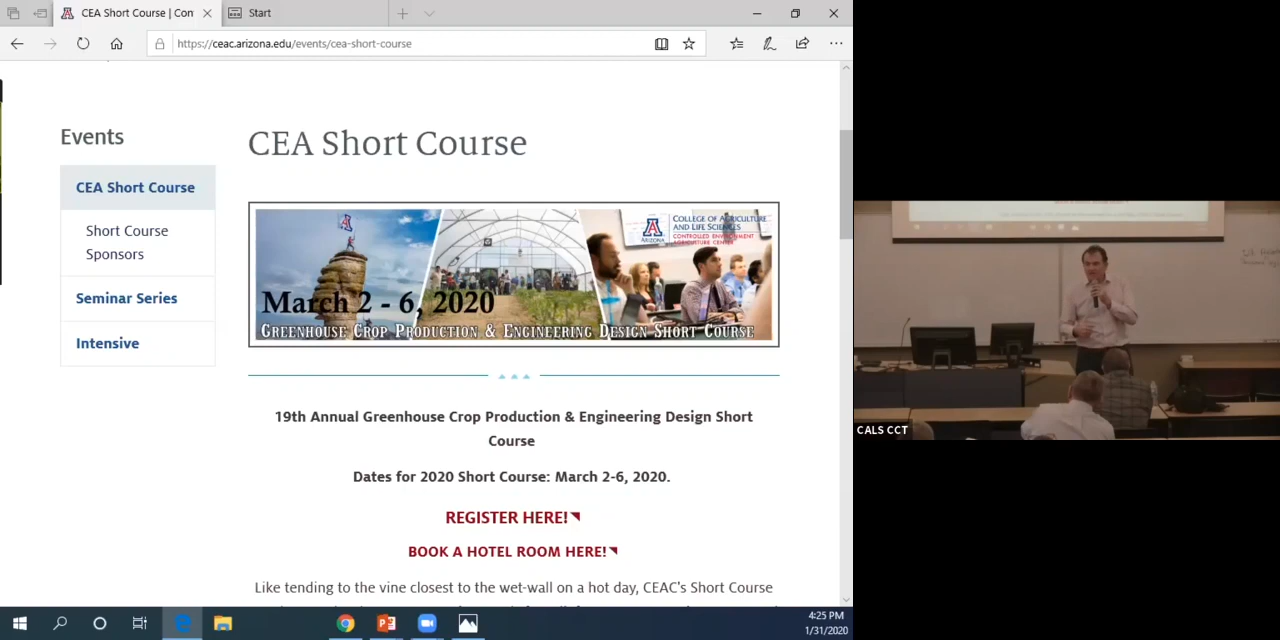 CEA Short Course | Con
Start
https://ceac.arizona.edu/events/cea-short-course
Events
CEA Short Course
CEA Short Course
Short Course
Sponsors
Seminar Series
Intensive
COLLEGE OF AGRICULTURE
AND LIFE SCIENCES
ARIZONA
CONTROLLED ENVIRONMENT
AGRICULTURE CENTER
March 2 - 6, 2020
GREENHOUSE CROP PRODUCTION & ENGINEERING DESIGN SHORT COURSE
19th Annual Greenhouse Crop Production & Engineering Design Short
Course
Dates for 2020 Short Course: March 2-6, 2020.
REGISTER HERE!
BOOK A HOTEL ROOM HERE!
Like tending to the vine closest to the wet-wall on a hot day, CEAC's Short Course
CALS CCT
4:25 PM
1/31/2020